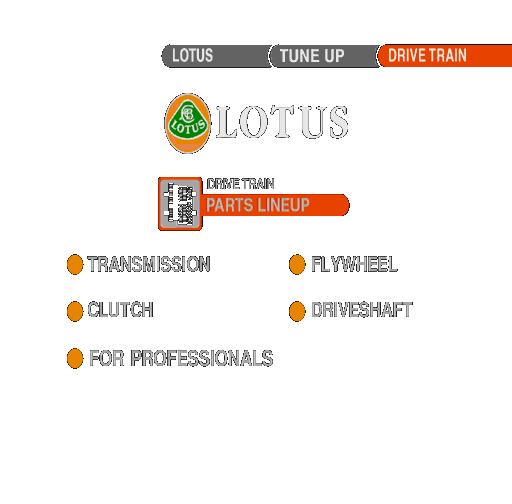 LOTUS TUNE UP DRIVE TRAIN
LOTUS LOTUS
DRIVE TRAIN
PARTS LINEUP
TRANSMISSION FLYWHEEL
CLUTCH DRIVESHAFT
FOR PROFESSIONALS